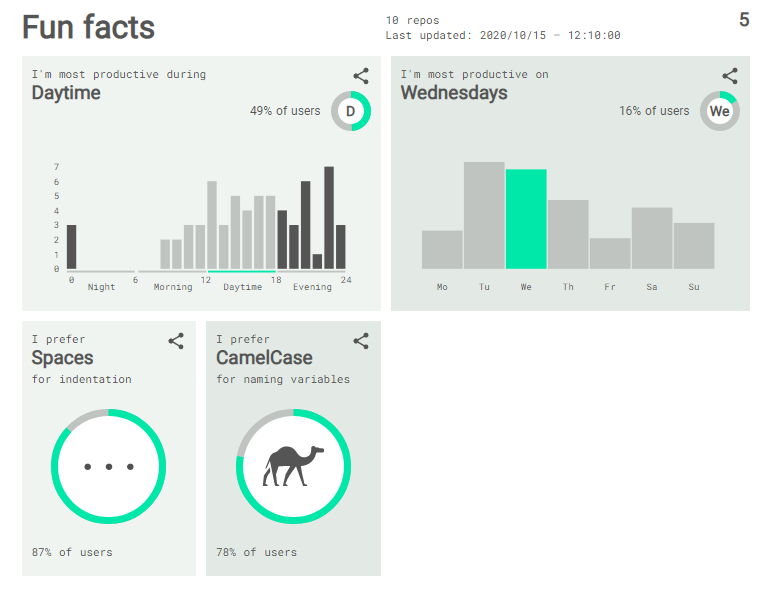 Fun facts
10 repos
Last updated: 2020/10/15 – 12:10:00
5
I'm most productive during
Daytime
49% of users
D
7
6
5
4
3
2
1
0
0 6 12 18 24
Night Morning Daytime Evening
I'm most productive on
Wednesdays
16% of users
We
Mo Tu We Th Fr Sa Su
I prefer
Spaces
for indentation
87% of users
I prefer
CamelCase
for naming variables
78% of users